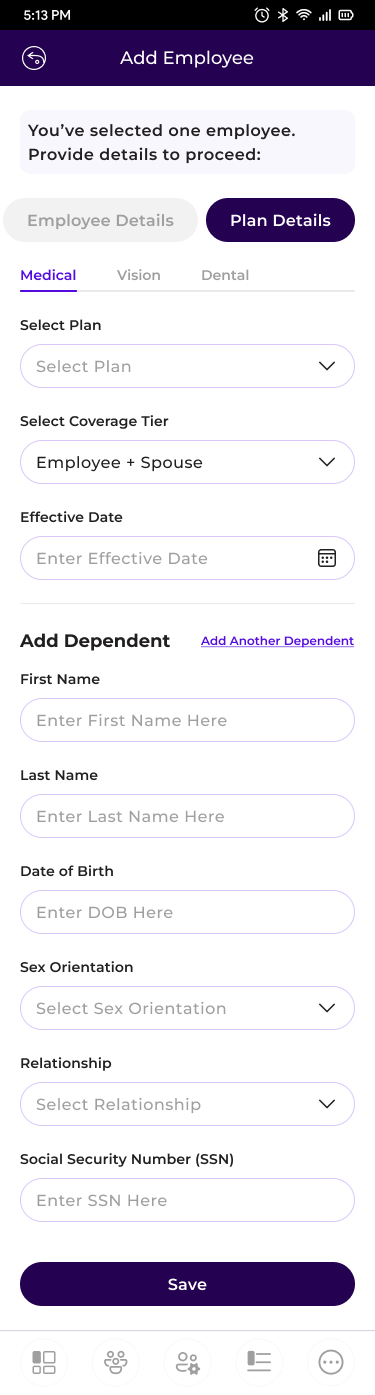 5:13 PM
Add Employee
You’ve selected one employee.
Provide details to proceed:
Employee Details
Plan Details
Medical
Vision
Dental
Select Plan
Select Plan
Select Coverage Tier
Employee + Spouse
Effective Date
Enter Effective Date
Add Dependent
Add Another Dependent
First Name
Enter First Name Here
Last Name
Enter Last Name Here
Date of Birth
Enter DOB Here
Sex Orientation
Select Sex Orientation
Relationship
Select Relationship
Social Security Number (SSN)
Enter SSN Here
Save